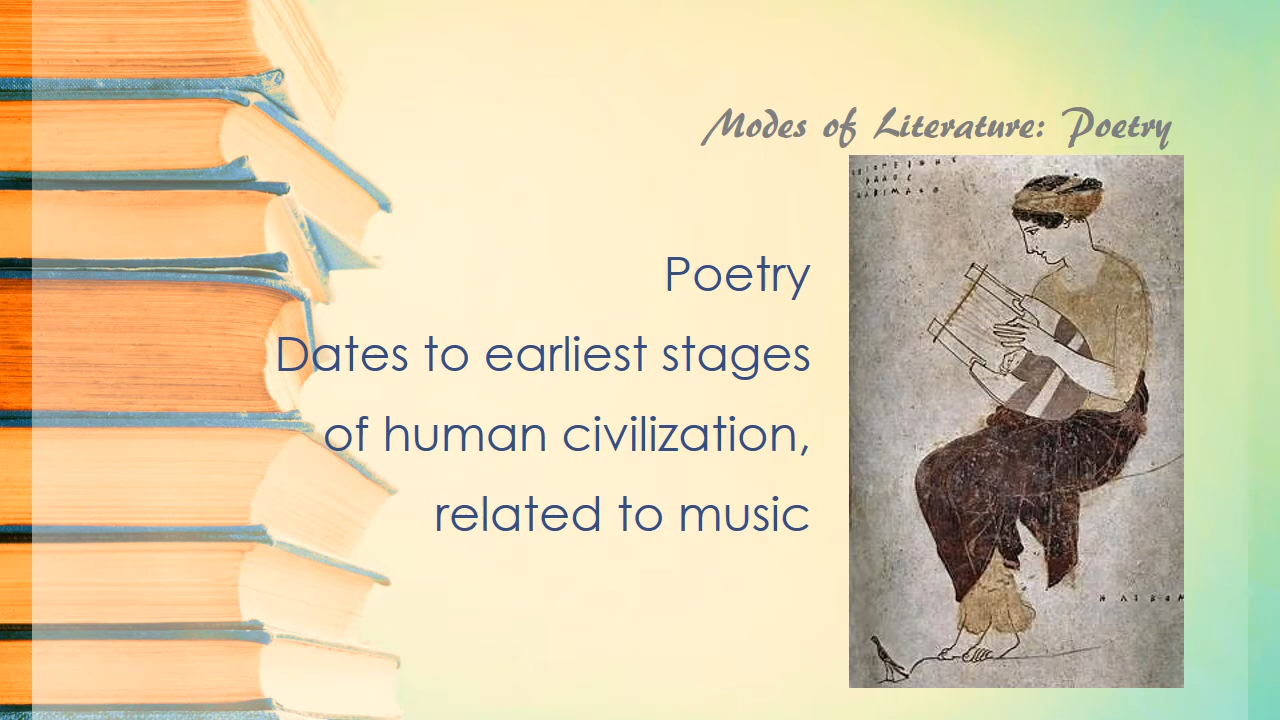 Modes of Literature: Poetry
Poetry
Dates to earliest stages
of human civilization,
related to music